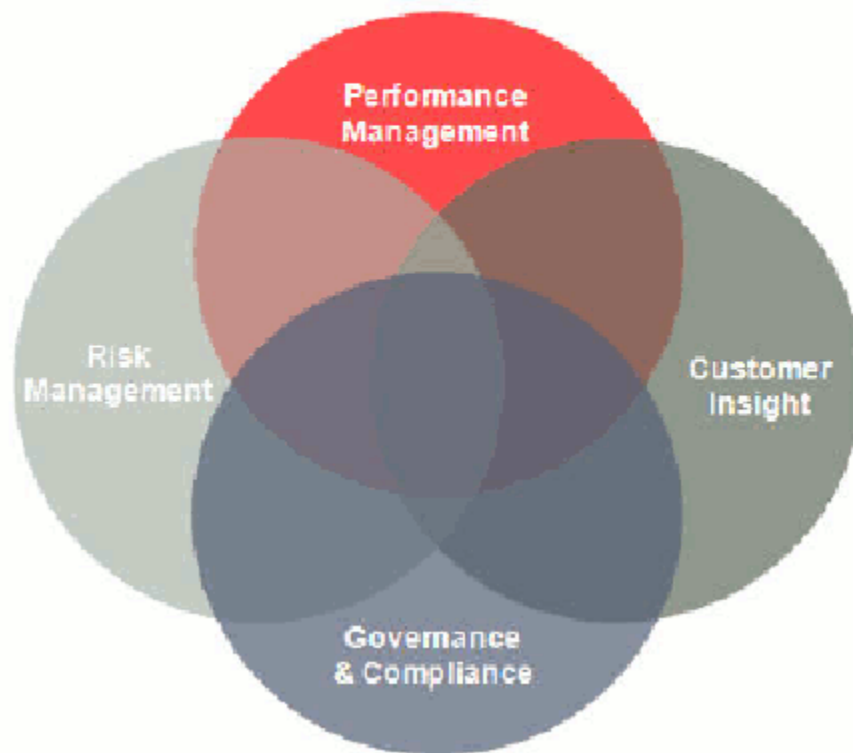 Performance
Management
Risk
Management
Customer
Insight
Governance
& Compliance